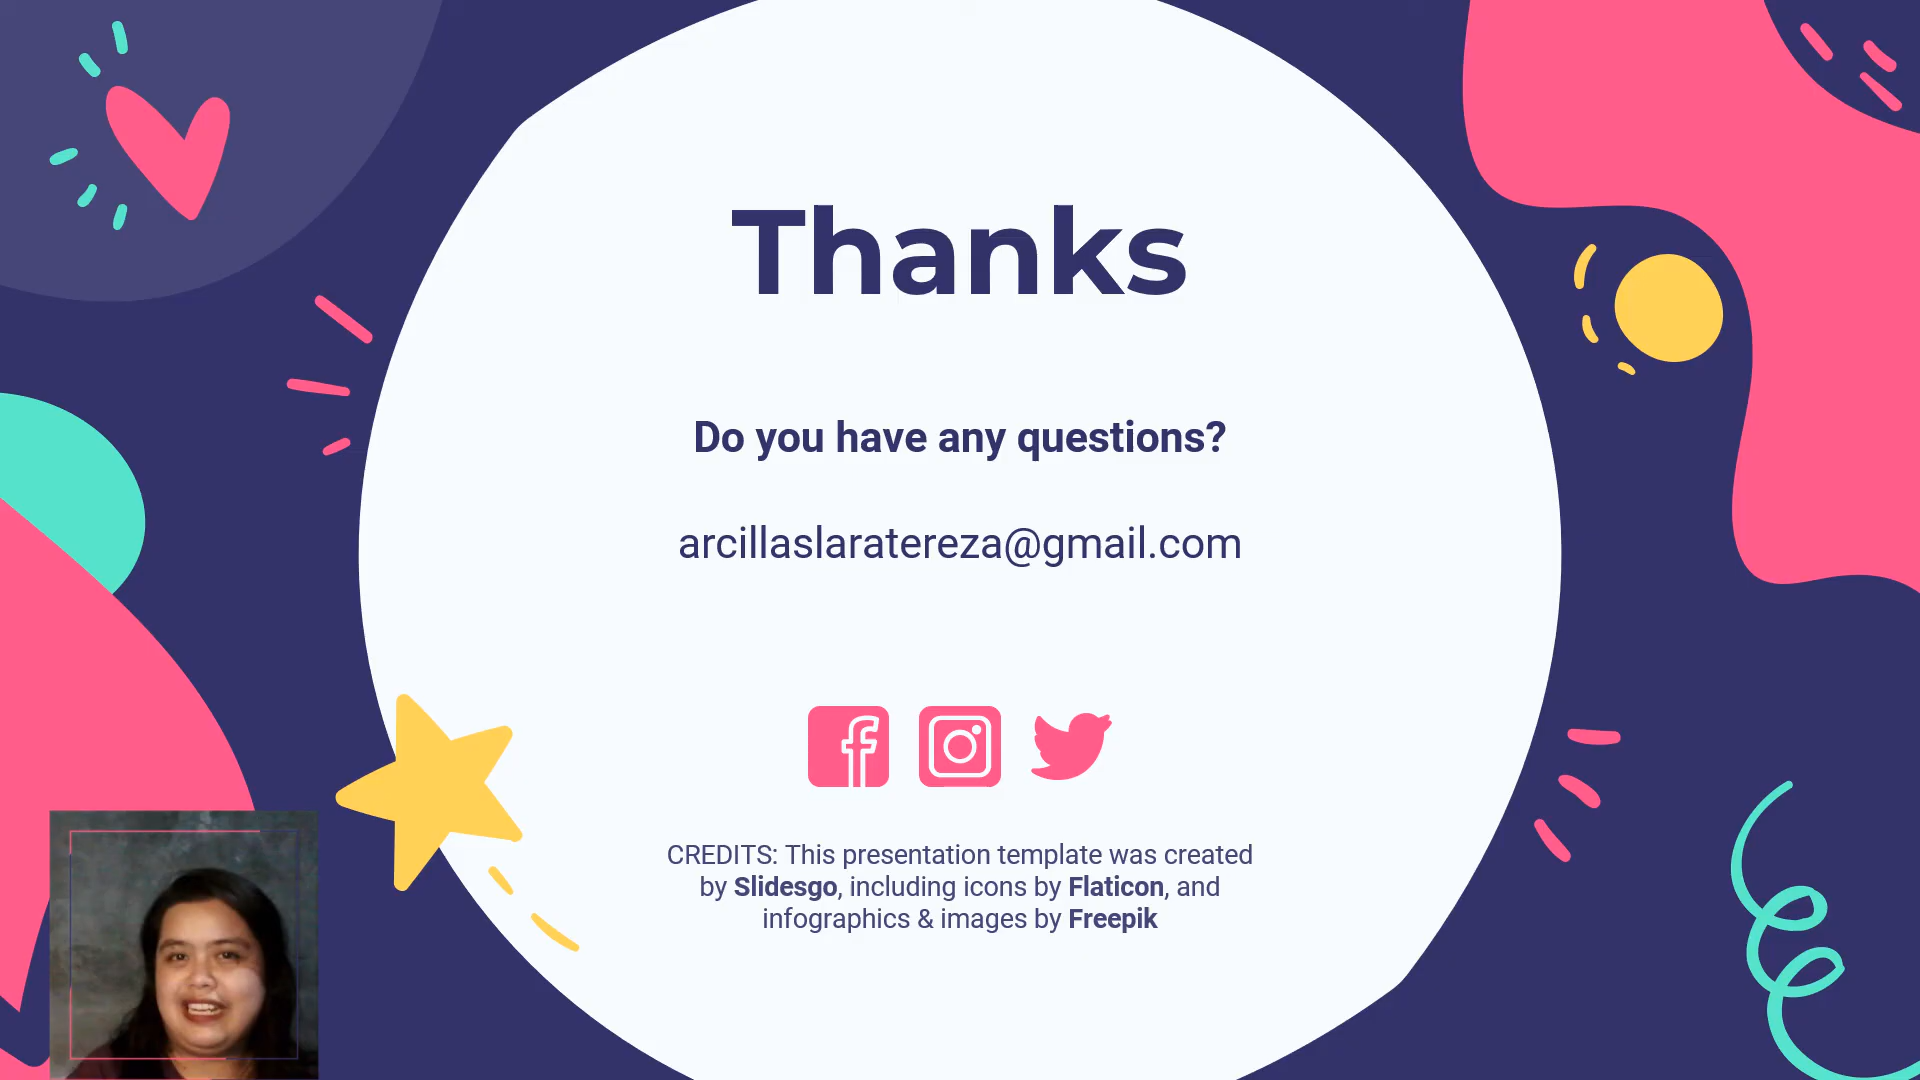 Thanks
Do you have any questions?
arcillaslaratereza@gmail.com
CREDITS: This presentation template was created
by Slidesgo, including icons by Flaticon, and
infographics & images by Freepik